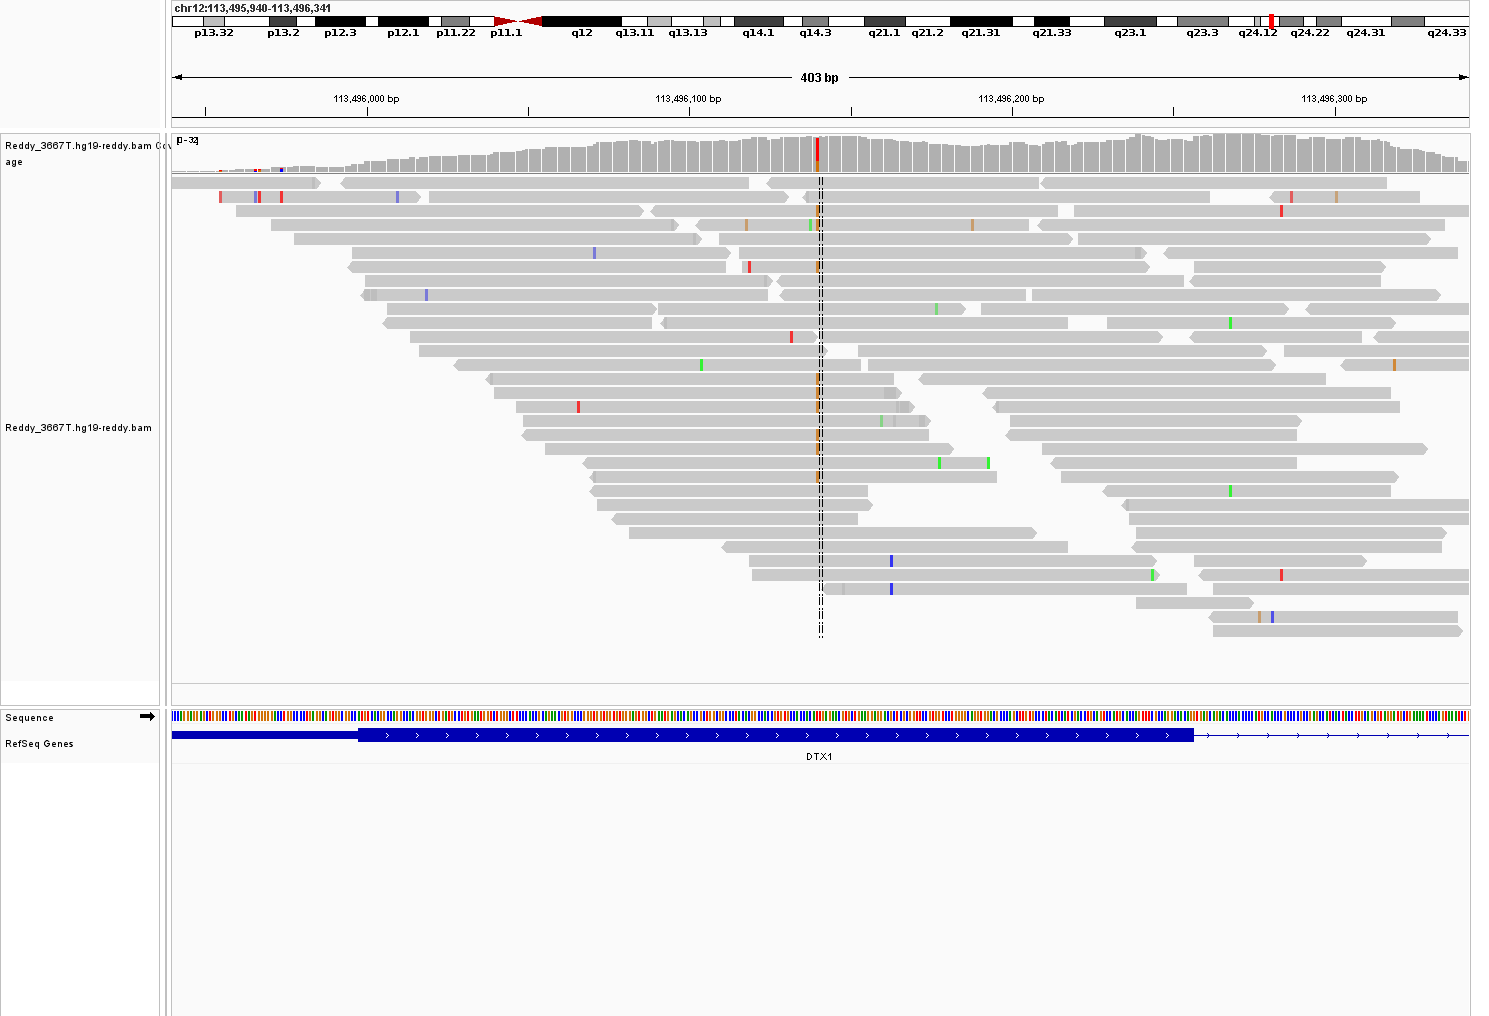 chr12:113,495,940-113,496,341
p13.32 p13.2 p12.3 p12.1 p11.22 p11.1 q12 q13.11 q13.13 q14.1 q14.3 q21.1 q21.2 q21.31 q21.33 q23.1 q23.3 q24.12 q24.22 q24.31 q24.33
403 bp
113,496,000 bp 113,496,100 bp 113,496,200 bp 113,496,300 bp
Reddy_3667T.hg19-reddy.bam Cov
age
[0-32]
Reddy_3667T.hg19-reddy.bam
Sequence
RefSeq Genes
DTX1